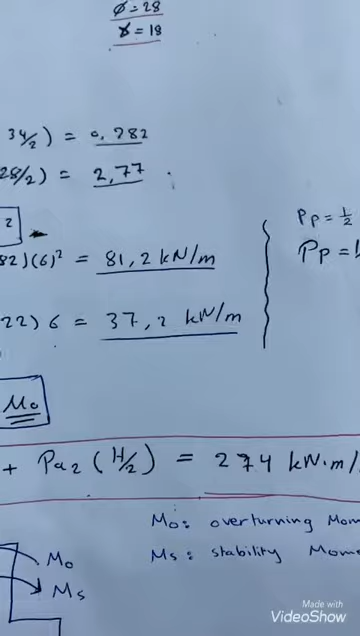 Ø = 28
γ = 18
34/2) = 0,282
28/2) = 2,77
2
82)(6)² = 81,2 kN/m
Pp = 1/2
Pp = 
22) 6 = 37,2 kN/m
Mo
+ Pa2 (H/2) = 274 kN.m/
Mo: overturning Mom
Ms: stability Mome
Mo
Ms
Made with
VideoShow